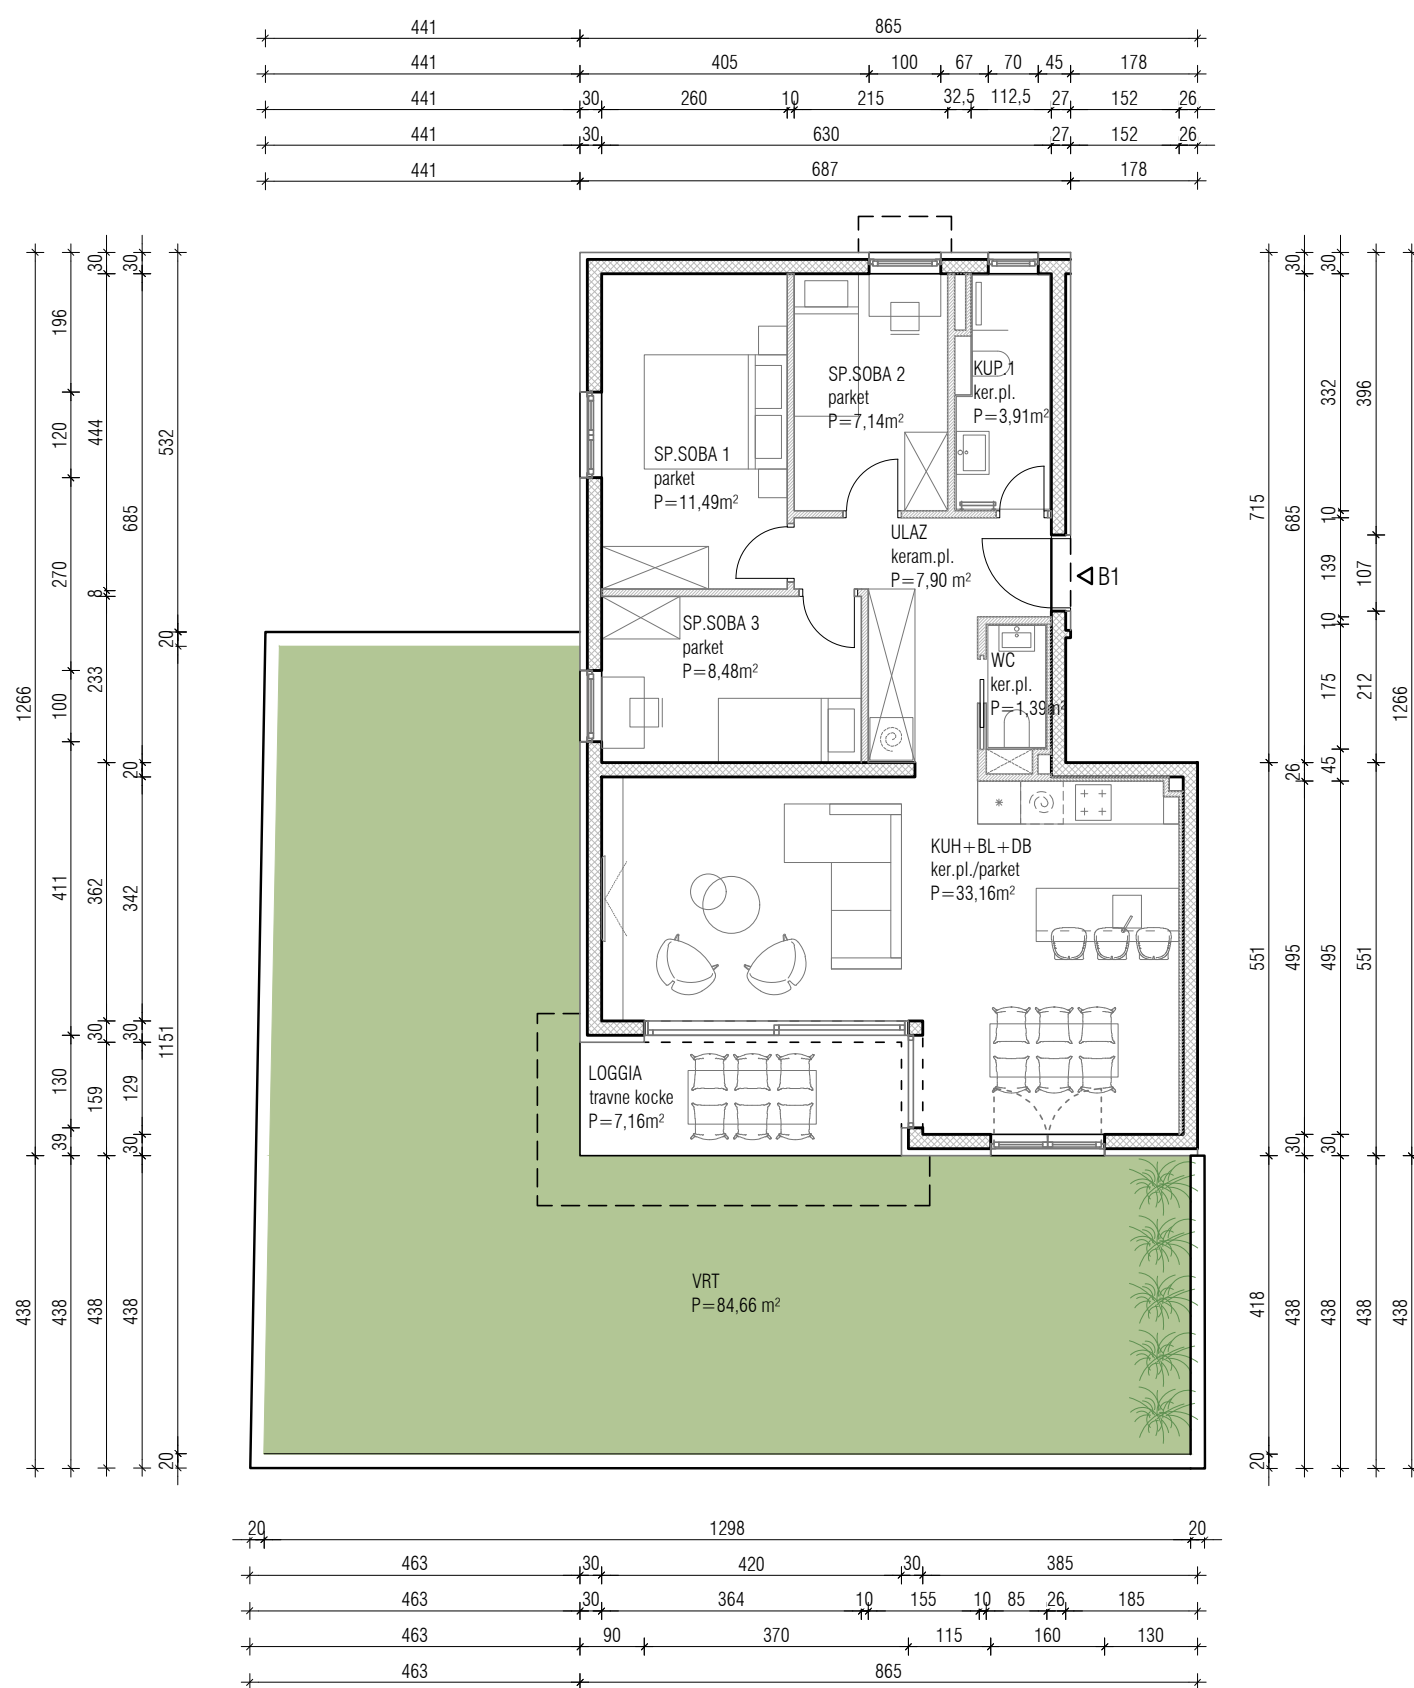 441 865
441 405 100 67 70 45 178
441 30 260 10 215 32,5 112,5 27 152 26
441 30 630 27 152 26
441 687 178
1266 438
196 120 270 100 411 130 39 438
30 444 8 233 362 30 159 438
30 685 20 342 30 129 30 438
532 20 1151 20
SP.SOBA 1
parket
P=11,49m²
SP.SOBA 2
parket
P=7,14m²
KUP.1
ker.pl.
P=3,91m²
ULAZ
keram.pl.
P=7,90 m²
B1
SP.SOBA 3
parket
P=8,48m²
WC
ker.pl.
P=1,39m²
KUH+BL+DB
ker.pl./parket
P=33,16m²
LOGGIA
travne kocke
P=7,16m²
VRT
P=84,66 m²
715 551 418 20
30 685 26 495 30 438
30 332 10 139 10 175 45 495 30 438
396 107 212 551 438
1266 438
20 1298 20
463 30 420 30 385
463 30 364 10 155 10 85 26 185
463 90 370 115 160 130
463 865